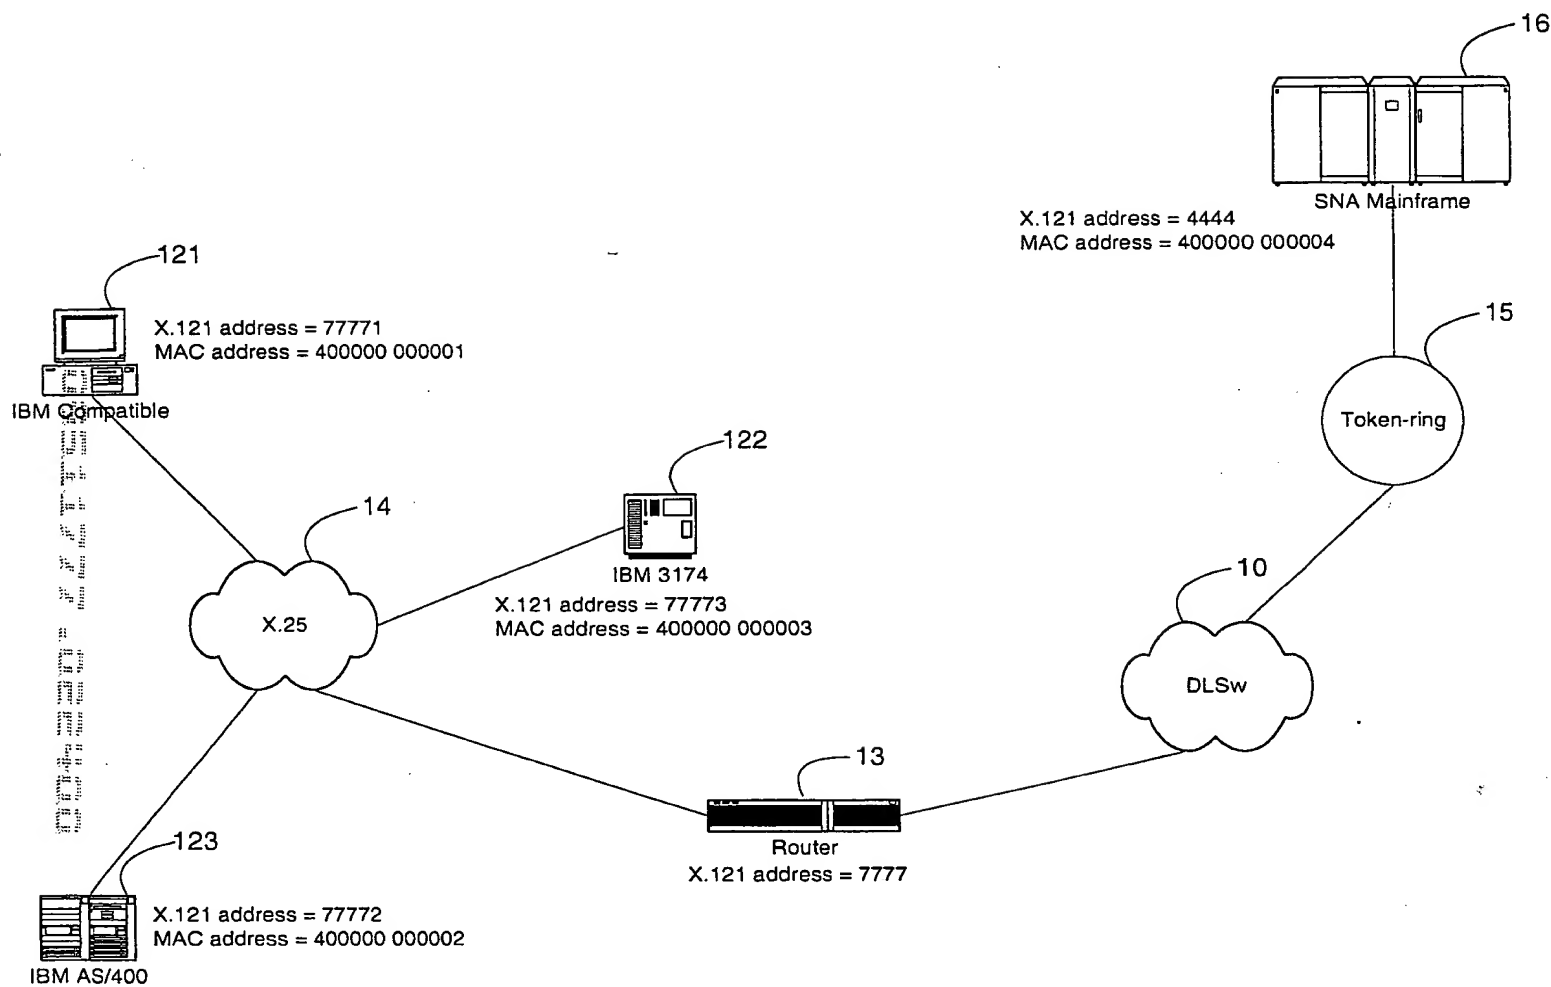 16
SNA Mainframe
X.121 address = 4444
MAC address = 400000 000004
121
X.121 address = 77771
MAC address = 400000 000001
IBM Compatible
15
Token-ring
122
IBM 3174
X.121 address = 77773
MAC address = 400000 000003
14
X.25
10
DLSw
13
Router
X.121 address = 7777
123
X.121 address = 77772
MAC address = 400000 000002
IBM AS/400